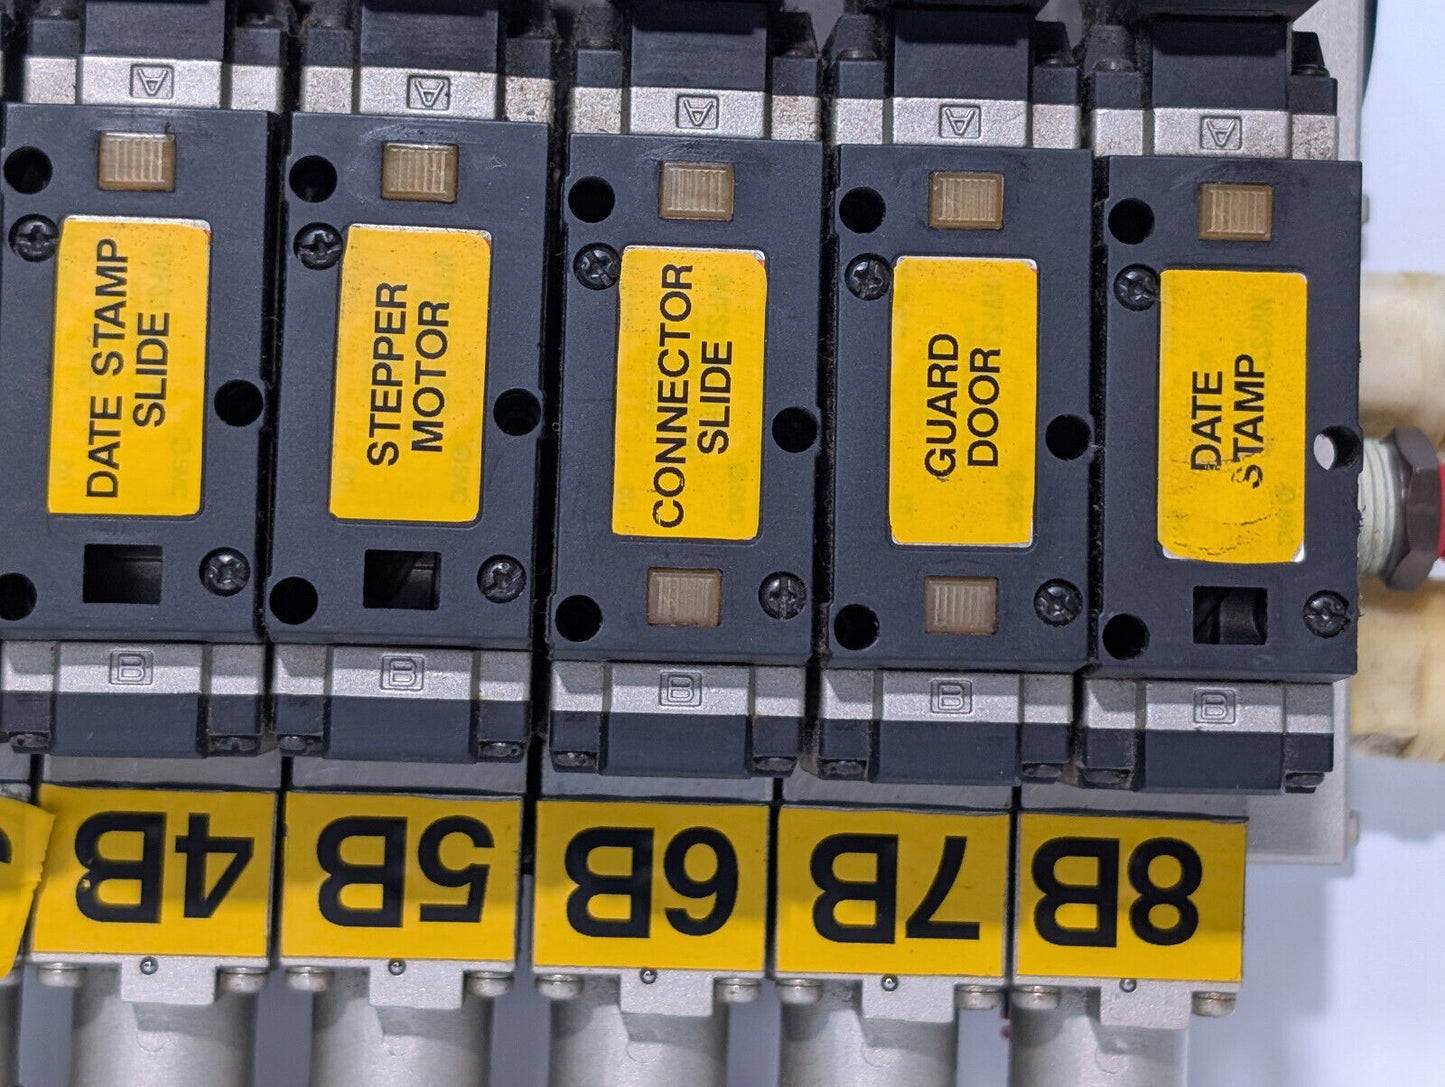 A
A
A
A
A
DATE STAMP
SLIDE
STEPPER
MOTOR
CONNECTOR
SLIDE
GUARD
DOOR
DATE
STAMP
B
B
B
B
B
4B
5B
6B
7B
8B